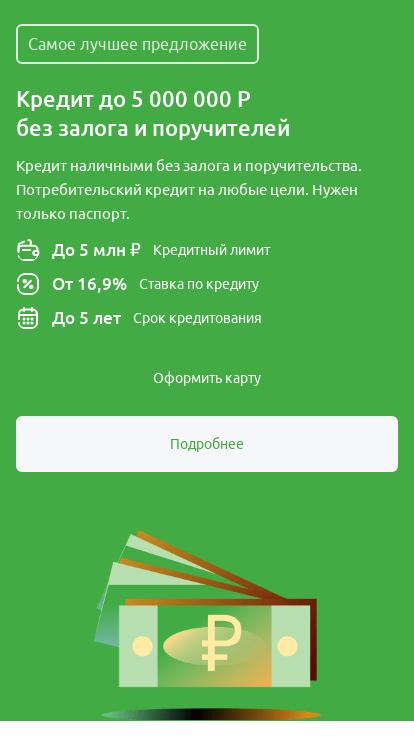 Самое лучшее предложение
Кредит до 5 000 000 Р
без залога и поручителей
Кредит наличными без залога и поручительства.
Потребительский кредит на любые цели. Нужен
только паспорт.
До 5 млн ₽ Кредитный лимит
От 16,9% Ставка по кредиту
До 5 лет Срок кредитования
Оформить карту
Подробнее
₽